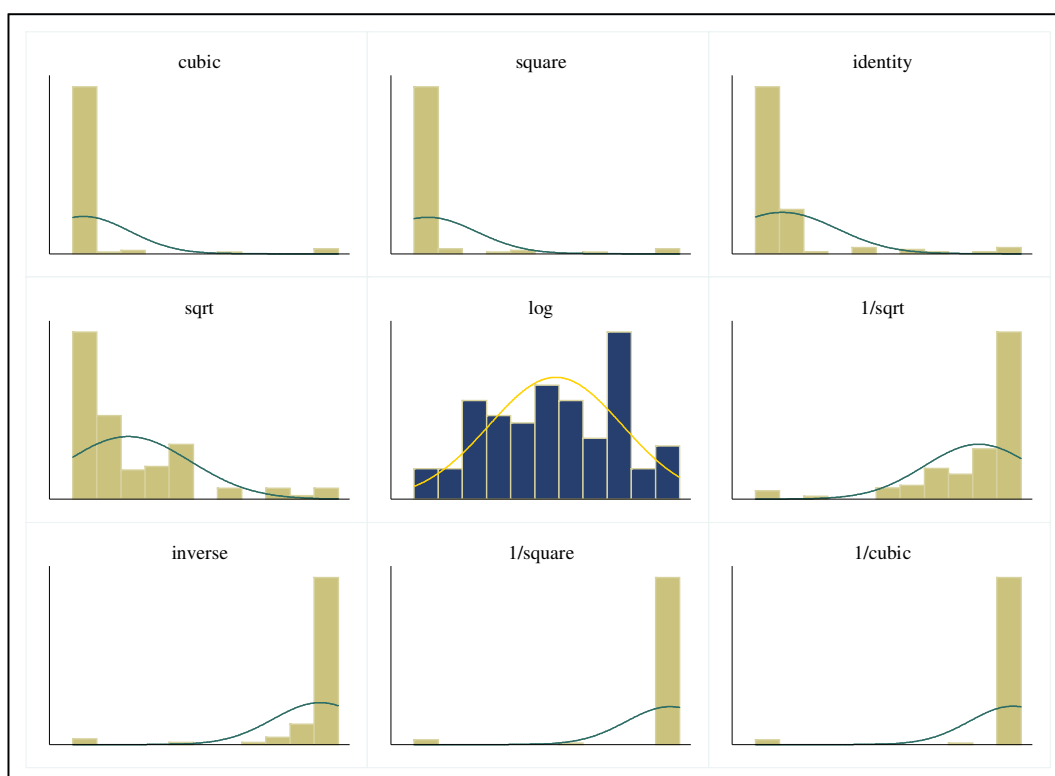 cubic
square
identity
sqrt
log
1/sqrt
inverse
1/square
1/cubic